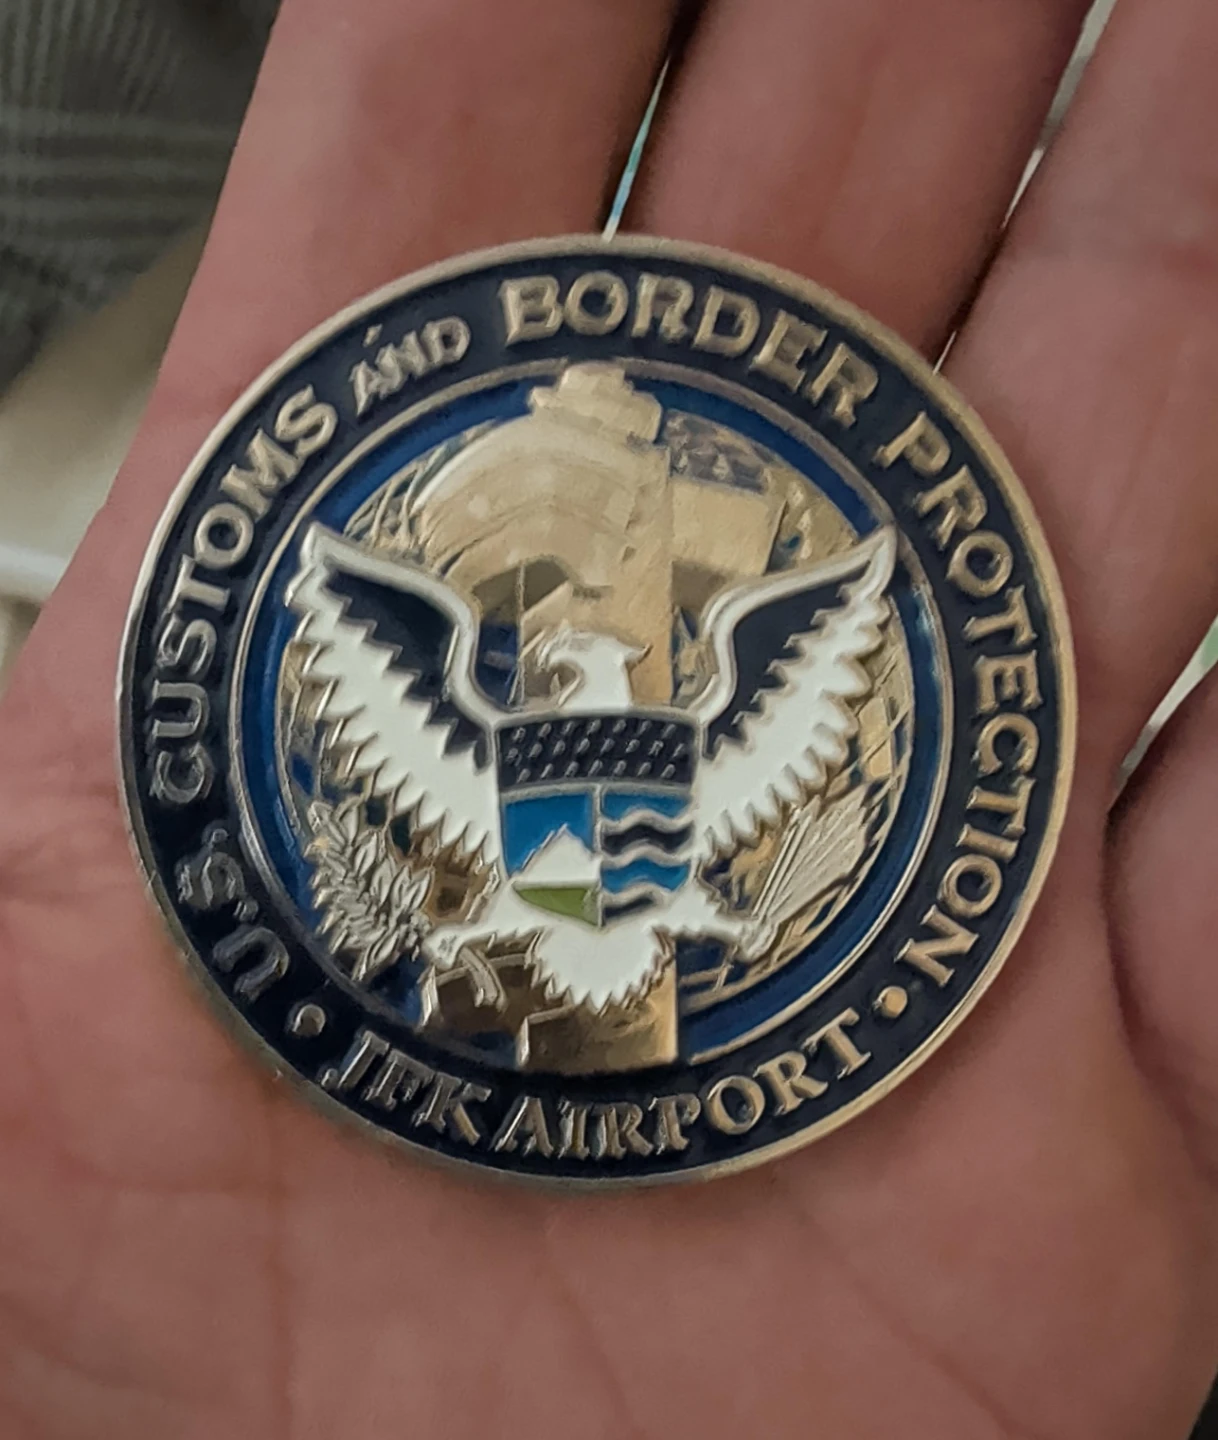 U.S. CUSTOMS AND BORDER PROTECTION
• JFK AIRPORT •